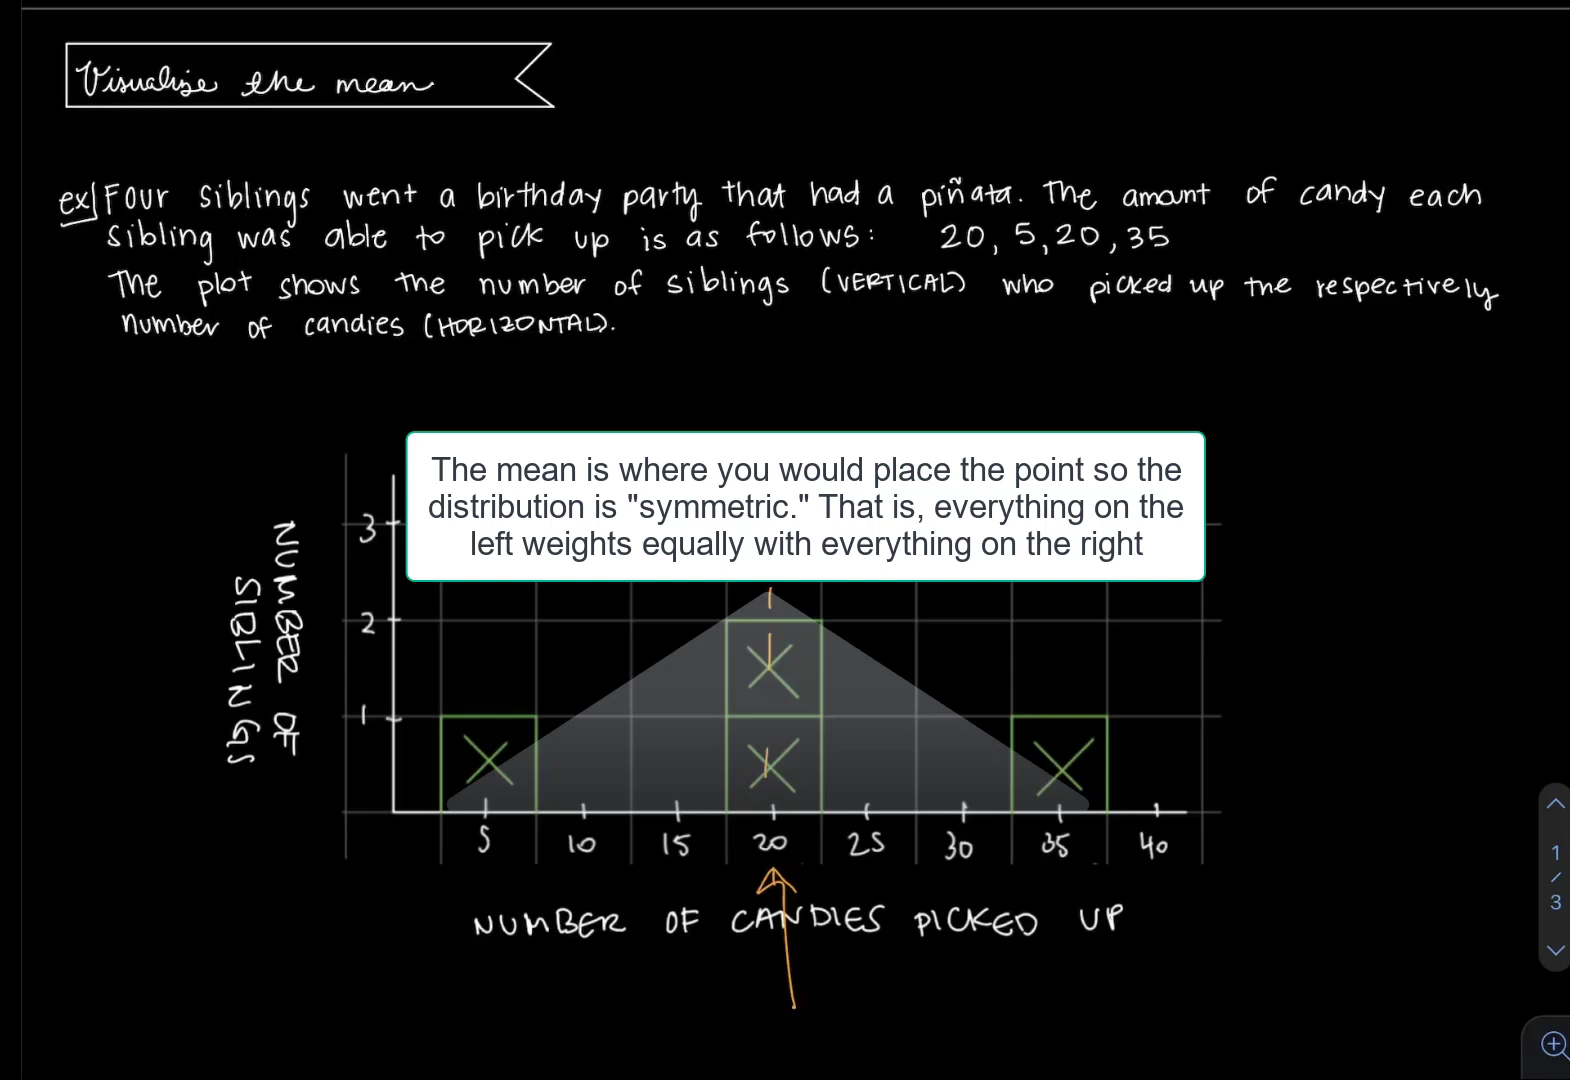 Visualize the mean
ex| Four siblings went a birthday party that had a piñata. The amount of candy each
sibling was able to pick up is as follows: 20, 5, 20, 35
The plot shows the number of siblings (VERTICAL) who picked up the respectively
number of candies (HORIZONTAL).
The mean is where you would place the point so the
distribution is "symmetric." That is, everything on the
left weights equally with everything on the right
NUMBER OF
SIBLINGS
3
2
1
5 10 15 20 25 30 35 40
NUMBER OF CANDIES PICKED UP
1
/
3